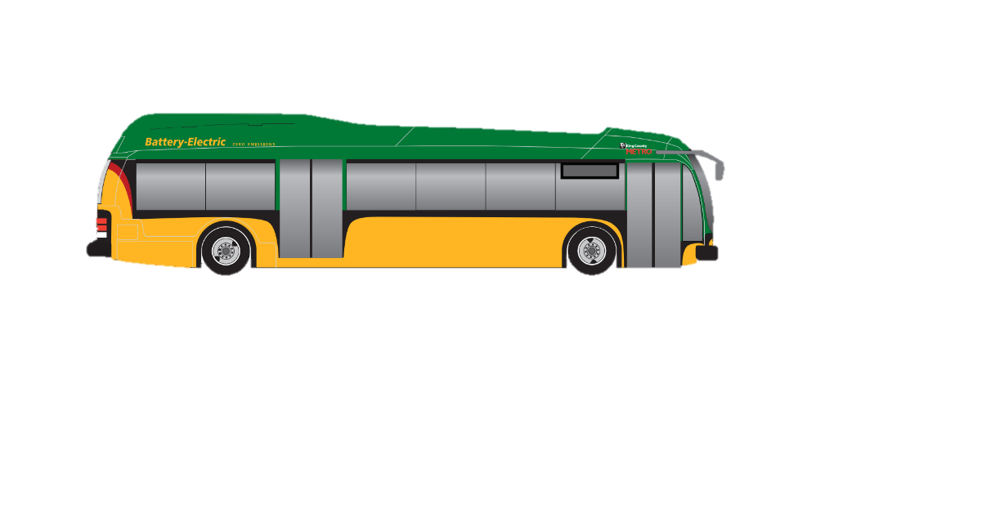 Battery-Electric ZERO EMISSIONS
King County
METRO